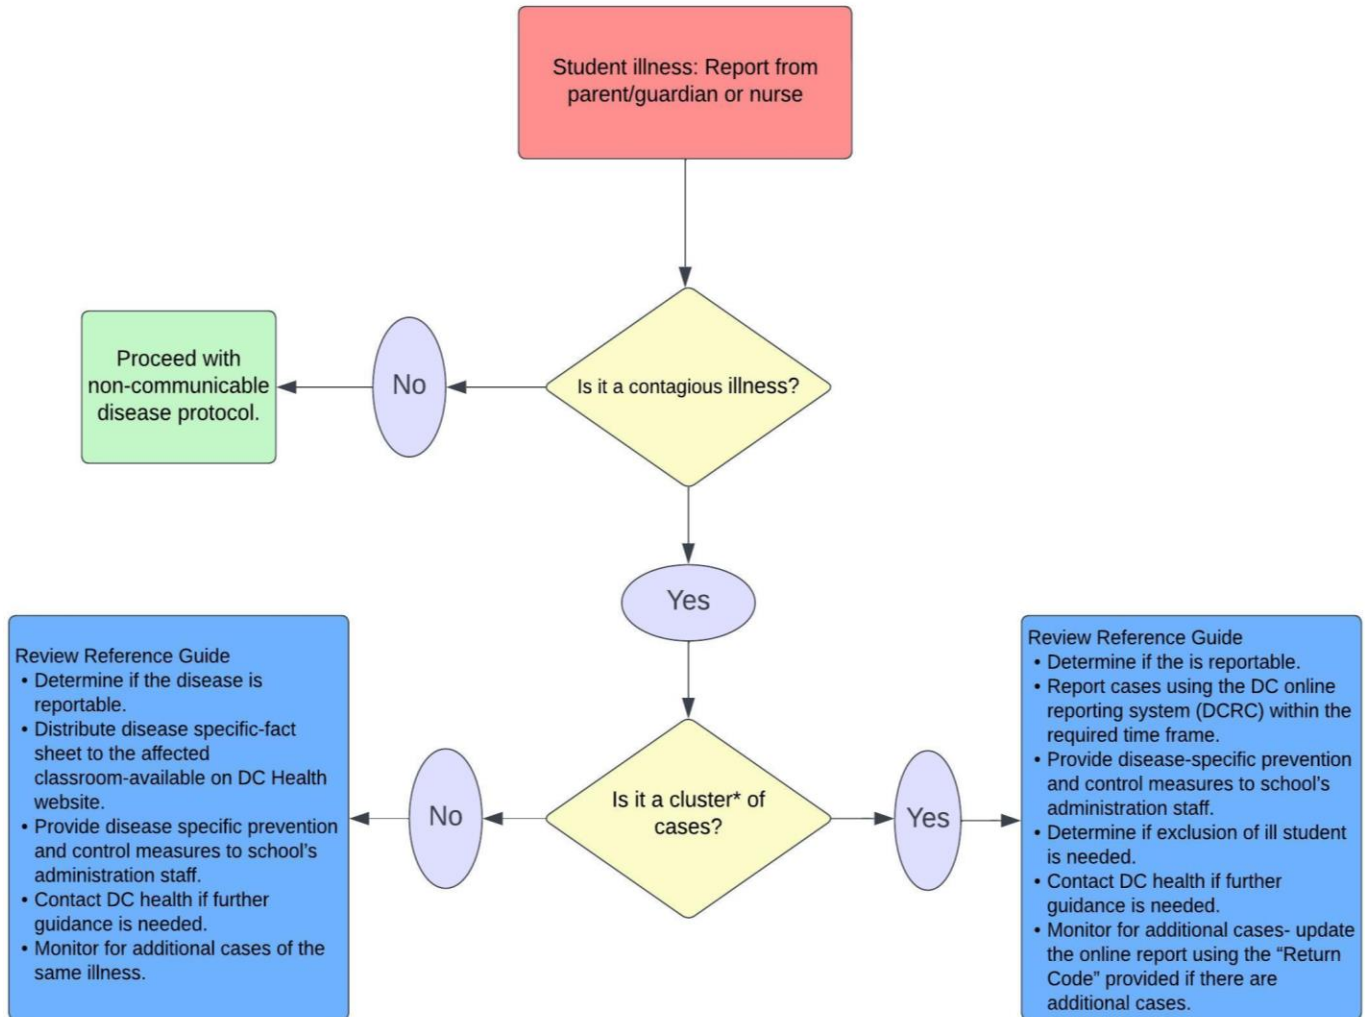 Student illness: Report from
parent/guardian or nurse
Is it a contagious illness?
No
Proceed with
non-communicable
disease protocol.
Yes
Is it a cluster* of
cases?
No
Review Reference Guide
• Determine if the disease is
reportable.
• Distribute disease specific-fact
sheet to the affected
classroom-available on DC Health
website.
• Provide disease specific prevention
and control measures to school's
administration staff.
• Contact DC health if further
guidance is needed.
• Monitor for additional cases of the
same illness.
Yes
Review Reference Guide
• Determine if the is reportable.
• Report cases using the DC online
reporting system (DCRC) within the
required time frame.
• Provide disease-specific prevention
and control measures to school's
administration staff.
• Determine if exclusion of ill student
is needed.
• Contact DC health if further
guidance is needed.
• Monitor for additional cases- update
the online report using the “Return
Code” provided if there are
additional cases.